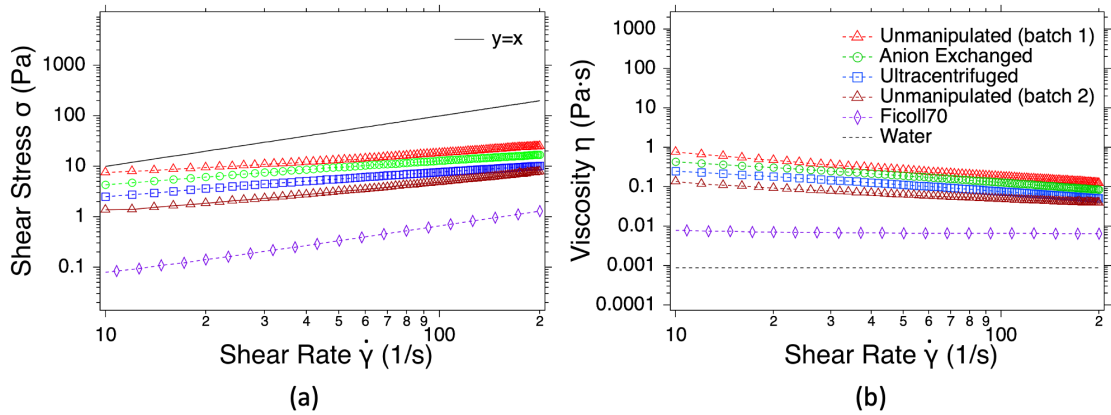 Shear Stress σ (Pa)
1000
100
10
1
0.1
y=x
10
2
3
4
5
6
7
8
9
100
2
Shear Rate γ̇ (1/s)
(a)
Viscosity η (Pa·s)
1000
100
10
1
0.1
0.01
0.001
0.0001
Unmanipulated (batch 1)
Anion Exchanged
Ultracentrifuged
Unmanipulated (batch 2)
Ficoll70
Water
10
2
3
4
5
6
7
8
9
100
2
Shear Rate γ̇ (1/s)
(b)